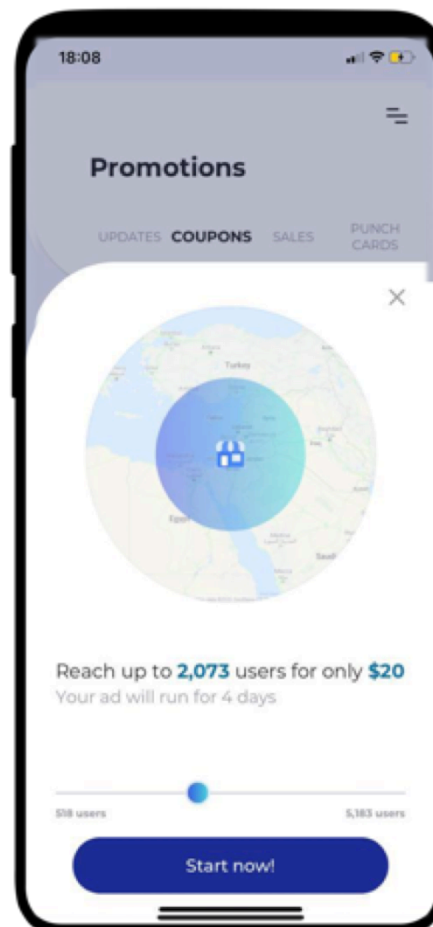 18:08
Promotions
UPDATES COUPONS SALES PUNCH CARDS
Turkey
Egypt
Reach up to 2,073 users for only $20
Your ad will run for 4 days
518 users 5,183 users
Start now!